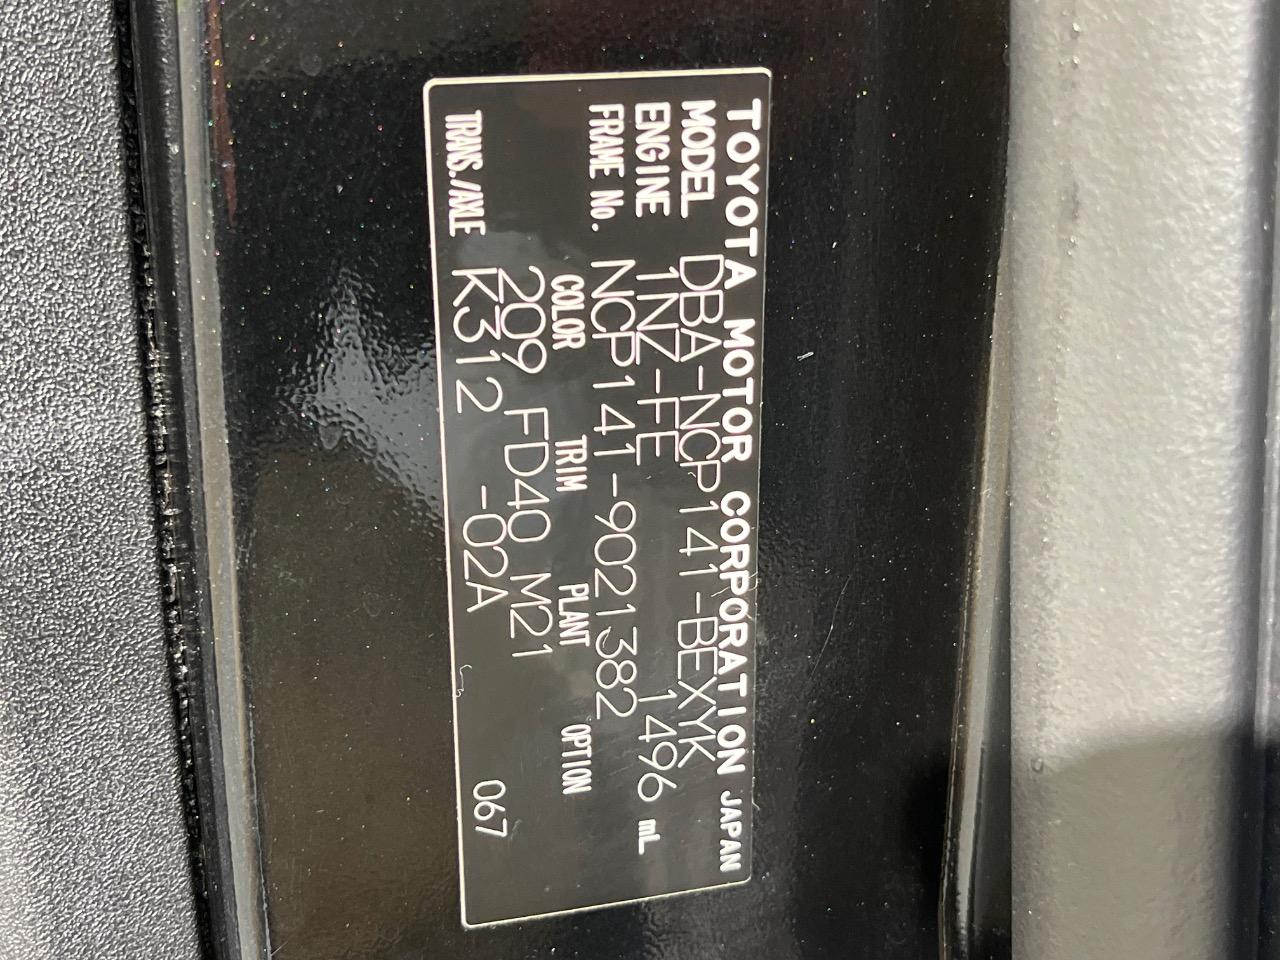 TOYOTA MOTOR CORPORATION JAPAN
MODEL DBA-NCP141-BEXYK
ENGINE 1NZ-FE 1496 mL
FRAME No. NCP141-9021382
COLOR TRIM PLANT OPTION
209 FD40 M21
TRANS./AXLE K312 -02A 067